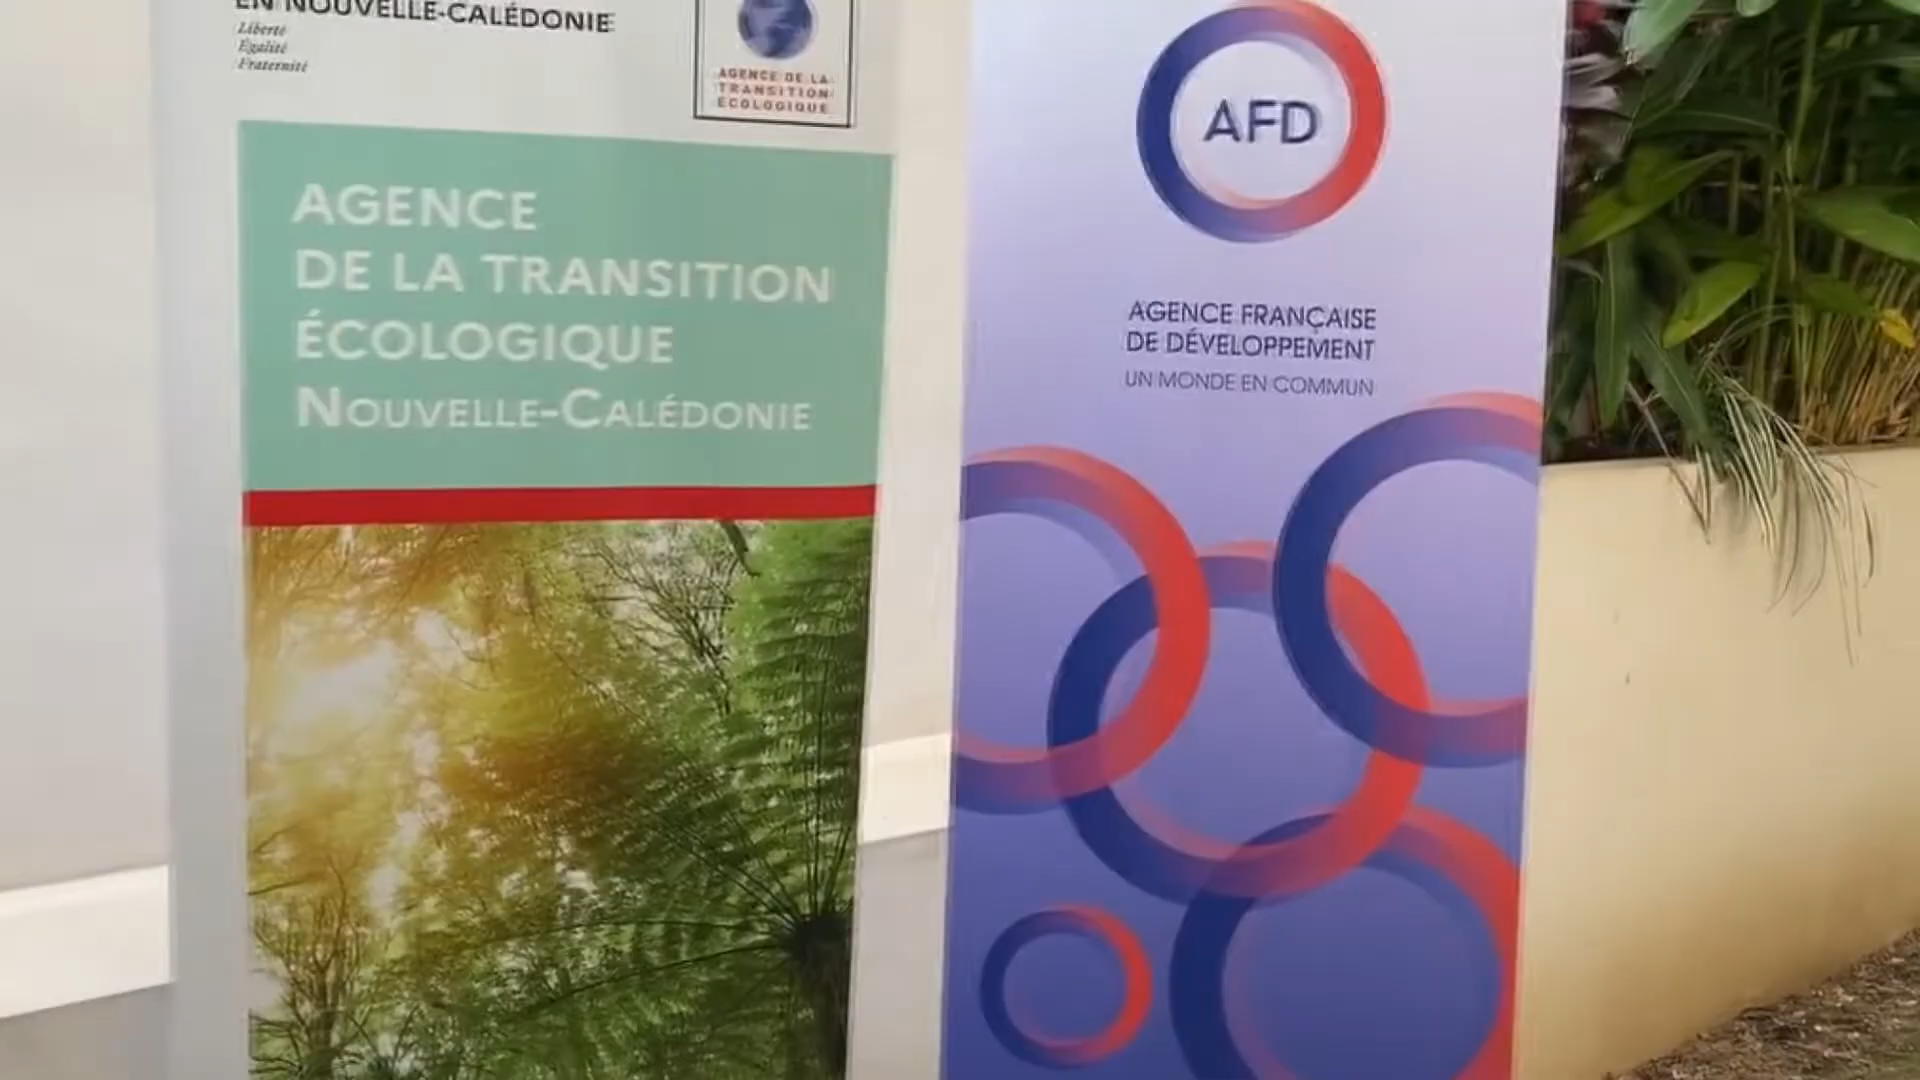 EN NOUVELLE-CALÉDONIE
Liberté
Égalité
Fraternité
AGENCE DE LA
TRANSITION
ÉCOLOGIQUE
AGENCE
DE LA TRANSITION
ÉCOLOGIQUE
NOUVELLE-CALÉDONIE
AFD
AGENCE FRANÇAISE
DE DÉVELOPPEMENT
UN MONDE EN COMMUN